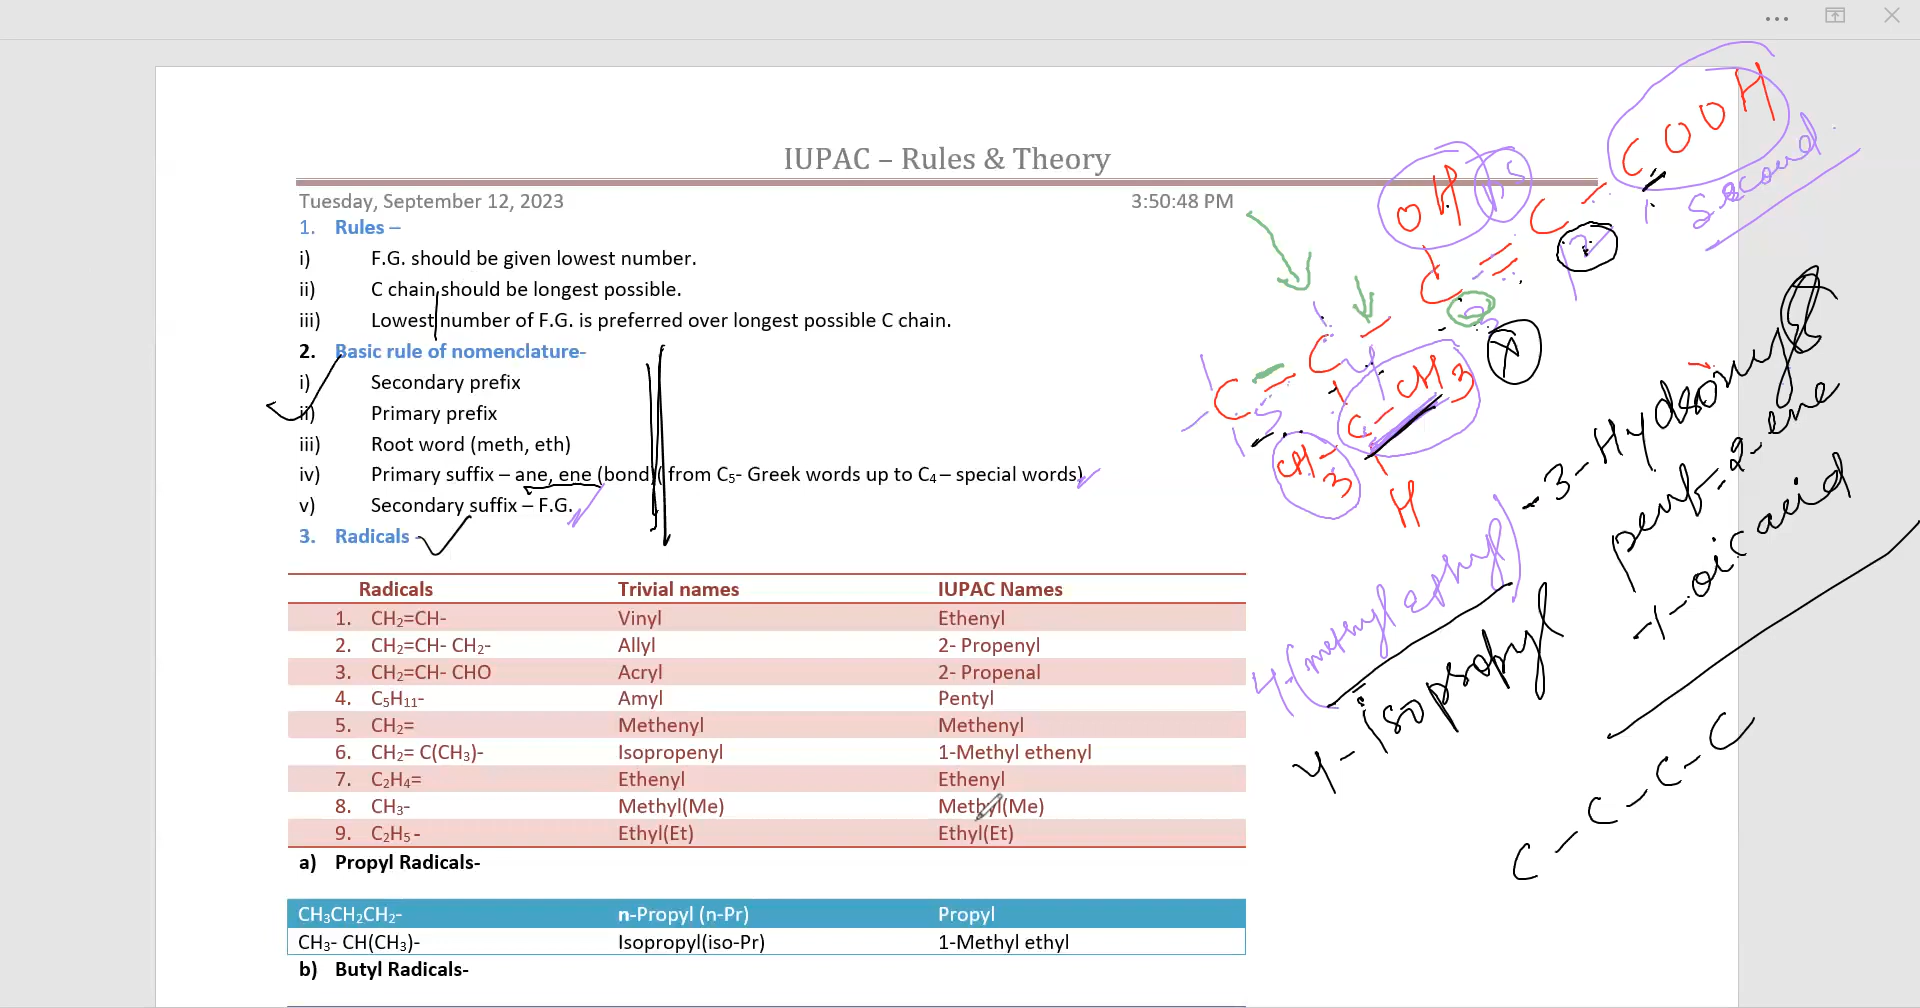 IUPAC – Rules & Theory
Tuesday, September 12, 2023 3:50:48 PM
1. Rules –
i) F.G. should be given lowest number.
ii) C chain should be longest possible.
iii) Lowest number of F.G. is preferred over longest possible C chain.
2. Basic rule of nomenclature-
i) Secondary prefix
ii) Primary prefix
iii) Root word (meth, eth)
iv) Primary suffix – ane, ene (bond) ( from C₅- Greek words up to C₄ – special words)
v) Secondary suffix – F.G.
3. Radicals -
Radicals Trivial names IUPAC Names
1. CH₂=CH- Vinyl Ethenyl
2. CH₂=CH- CH₂- Allyl 2- Propenyl
3. CH₂=CH- CHO Acryl 2- Propenal
4. C₅H₁₁- Amyl Pentyl
5. CH₂= Methenyl Methenyl
6. CH₂= C(CH₃)- Isopropenyl 1-Methyl ethenyl
7. C₂H₄= Ethenyl Ethenyl
8. CH₃- Methyl(Me) Methyl(Me)
9. C₂H₅ - Ethyl(Et) Ethyl(Et)
a) Propyl Radicals-
CH₃CH₂CH₂- n-Propyl (n-Pr) Propyl
CH₃- CH(CH₃)- Isopropyl(iso-Pr) 1-Methyl ethyl
b) Butyl Radicals-
COOH
OH
C
C
C
C
C-CH3
CH3
H
2
1
5
-2-ene
-1-oic acid
4-isopropyl
C-C-C-C